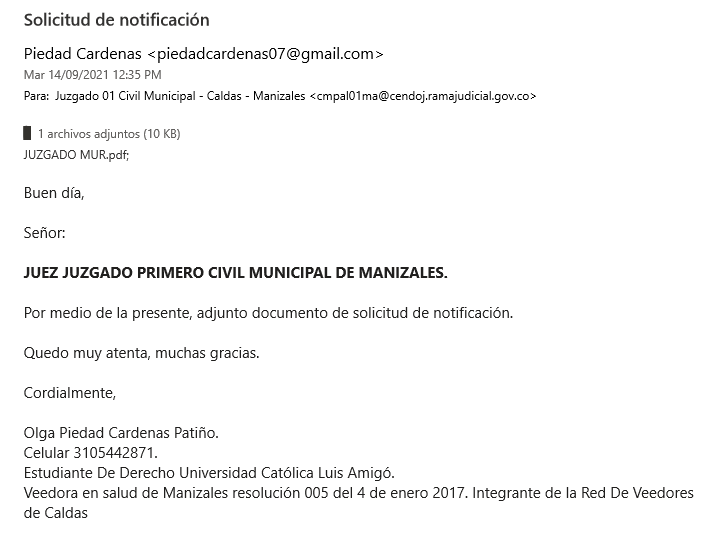 Solicitud de notificación
Piedad Cardenas <piedadcardenas07@gmail.com>
Mar 14/09/2021 12:35 PM
Para: Juzgado 01 Civil Municipal - Caldas - Manizales <cmpal01ma@cendoj.ramajudicial.gov.co>
1 archivos adjuntos (10 KB)
JUZGADO MUR.pdf;
Buen día,
Señor:
JUEZ JUZGADO PRIMERO CIVIL MUNICIPAL DE MANIZALES.
Por medio de la presente, adjunto documento de solicitud de notificación.
Quedo muy atenta, muchas gracias.
Cordialmente,
Olga Piedad Cardenas Patiño.
Celular 3105442871.
Estudiante De Derecho Universidad Católica Luis Amigó.
Veedora en salud de Manizales resolución 005 del 4 de enero 2017. Integrante de la Red De Veedores
de Caldas